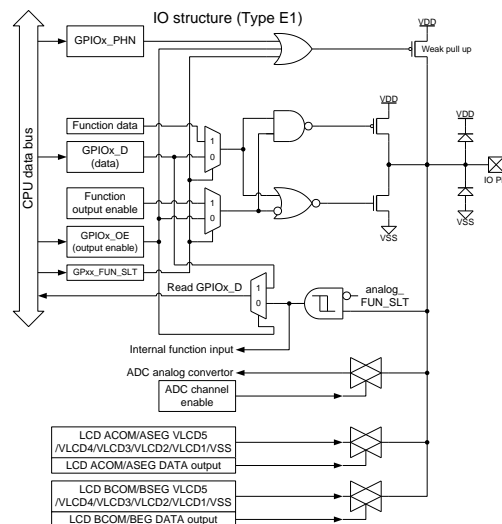 IO structure (Type E1)
VDD
GPIOx_PHN
Weak pull up
CPU data bus
Function data
1
0
GPIOx_D
(data)
VDD
VDD
Function
output enable
1
0
IO P
GPIOx_OE
(output enable)
VSS
VSS
GPxx_FUN_SLT
Read GPIOx_D
1
0
analog_
FUN_SLT
Internal function input
ADC analog convertor
ADC channel
enable
LCD ACOM/ASEG VLCD5
/VLCD4/VLCD3/VLCD2/VLCD1/VSS
LCD ACOM/ASEG DATA output
LCD BCOM/BSEG VLCD5
/VLCD4/VLCD3/VLCD2/VLCD1/VSS
LCD BCOM/BEG DATA output